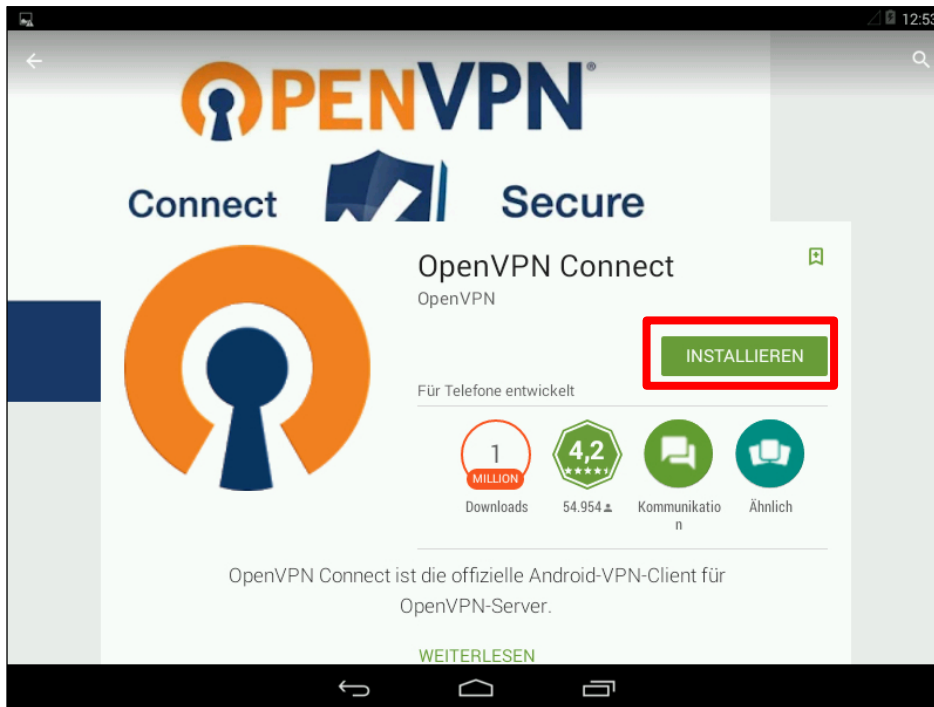 12:53
OPENVPN®
Connect Secure
OpenVPN Connect
OpenVPN
INSTALLIEREN
Für Telefone entwickelt
1
MILLION
4,2
Downloads
54.954
Kommunikatio
n
Ähnlich
OpenVPN Connect ist die offizielle Android-VPN-Client für
OpenVPN-Server.
WEITERLESEN